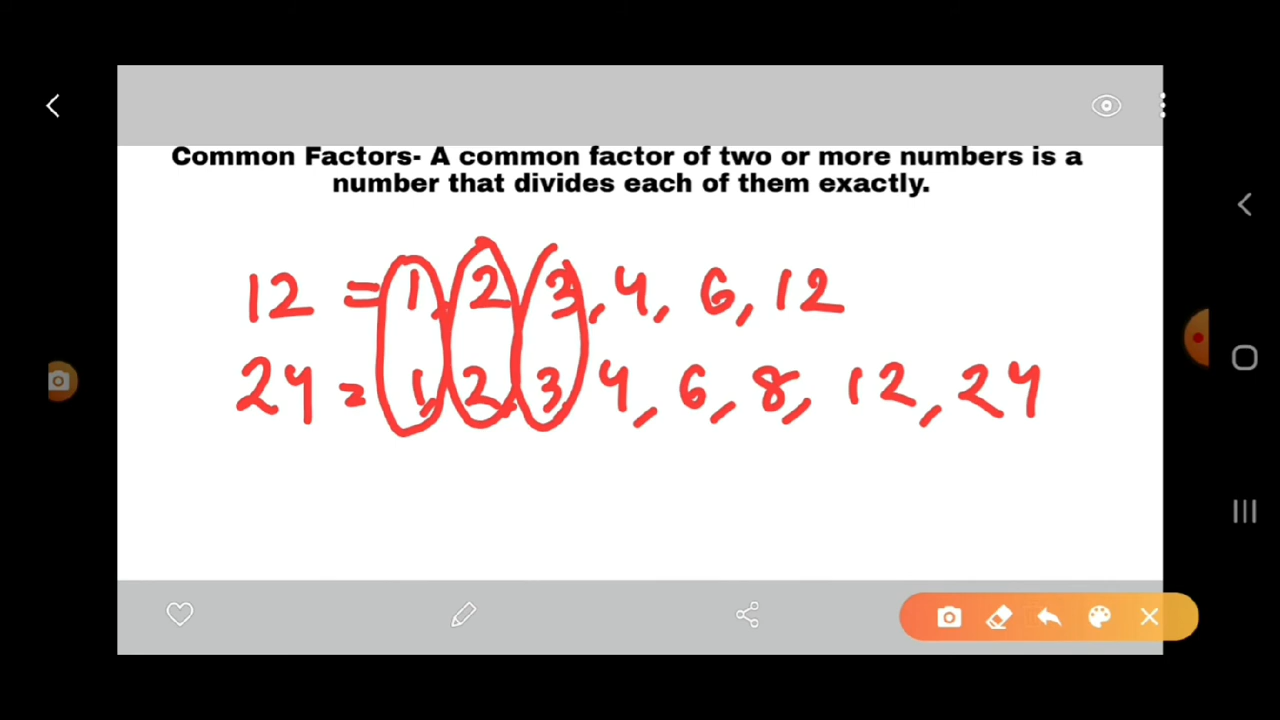 Common Factors- A common factor of two or more numbers is a
number that divides each of them exactly.
12 = 1, 2, 3, 4, 6, 12
24 = 1, 2, 3, 4, 6, 8, 12, 24